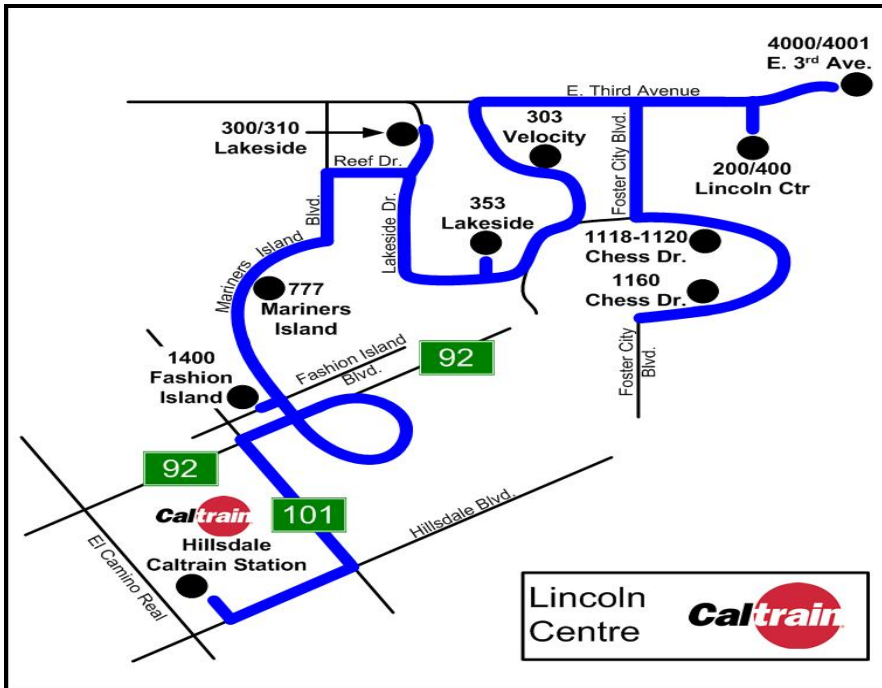 4000/4001
E. 3rd Ave.
E. Third Avenue
300/310
Lakeside
303
Velocity
Foster City Blvd.
200/400
Lincoln Ctr
Reef Dr.
Mariners Island Blvd.
Lakeside Dr.
353
Lakeside
1118-1120
Chess Dr.
1160
Chess Dr.
777
Mariners
Island
1400
Fashion
Island
Fashion Island
Blvd.
92
Foster City
Blvd.
92
Caltrain
101
Hillsdale
Caltrain Station
Hillsdale Blvd.
El Camino Real
Lincoln
Centre
Caltrain